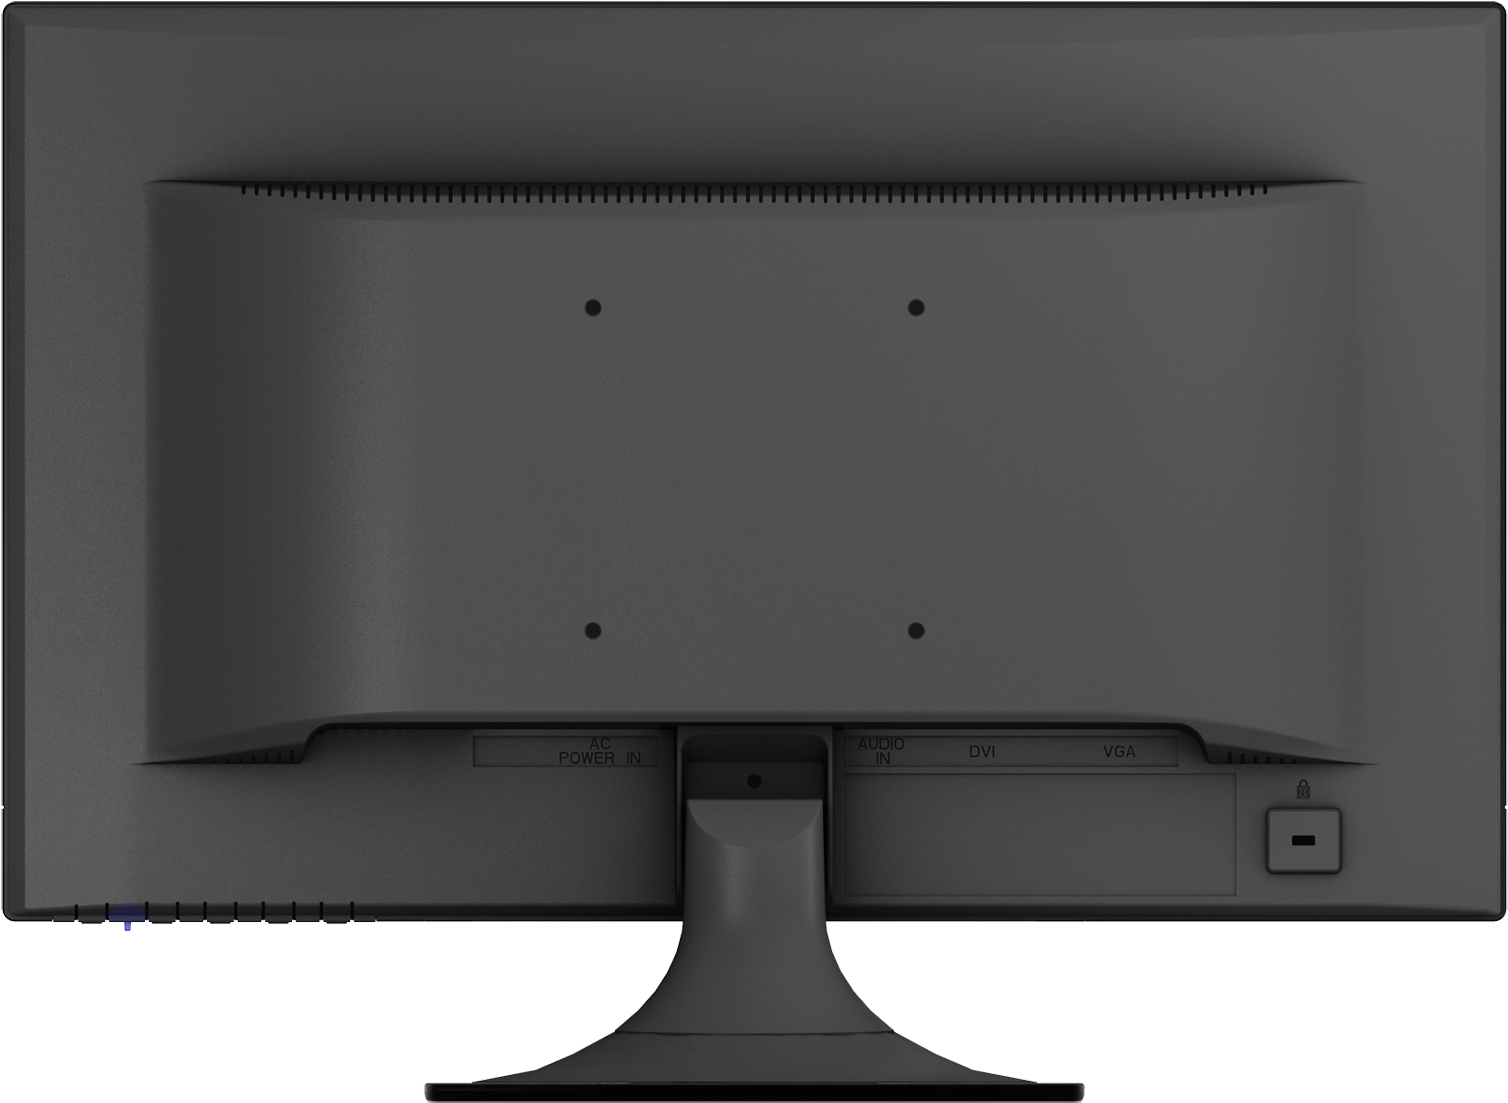 AC
POWER IN
AUDIO
IN
DVI
VGA